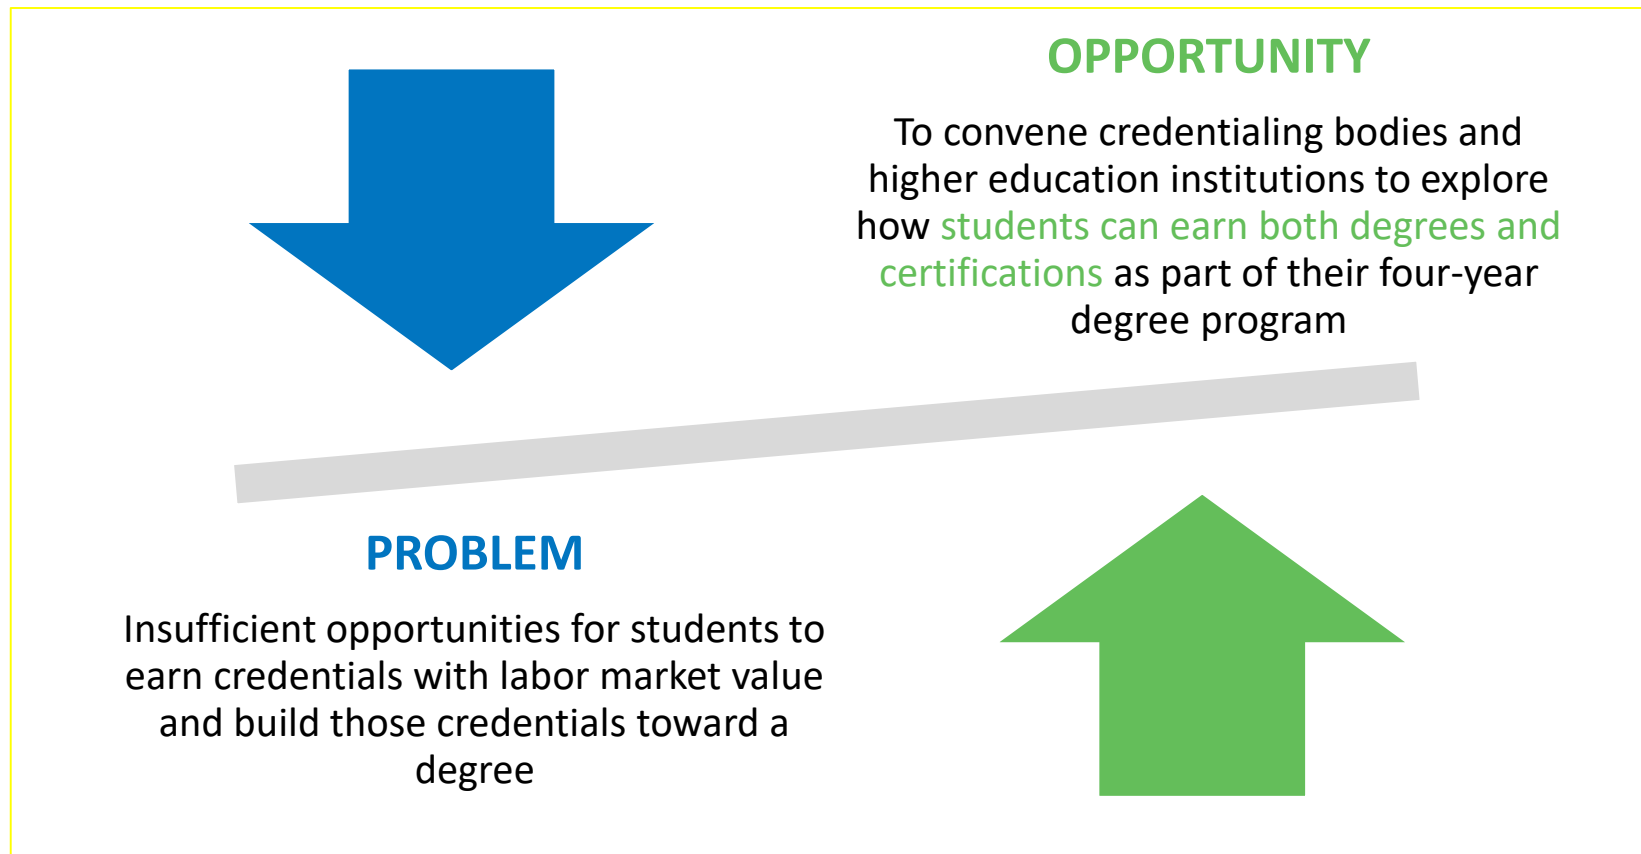 OPPORTUNITY
To convene credentialing bodies and
higher education institutions to explore
how students can earn both degrees and
certifications as part of their four-year
degree program
PROBLEM
Insufficient opportunities for students to
earn credentials with labor market value
and build those credentials toward a
degree